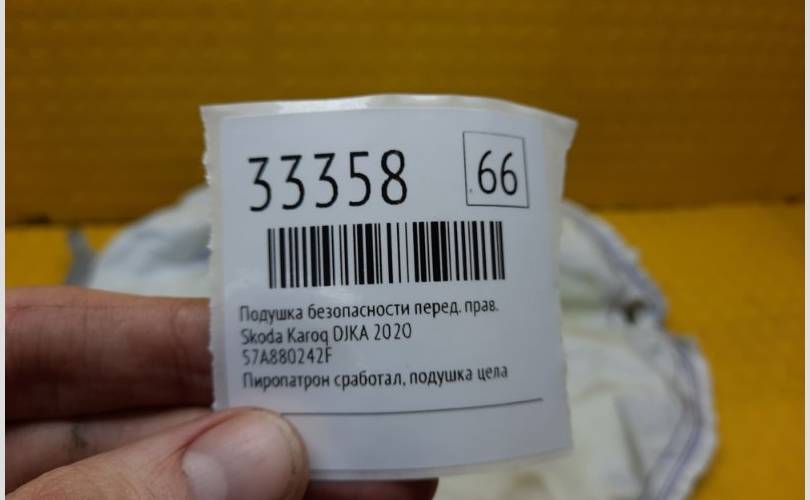 33358 66
Подушка безопасности перед. прав.
Skoda Karoq DJKA 2020
57A880242F
Пиропатрон сработал, подушка цела